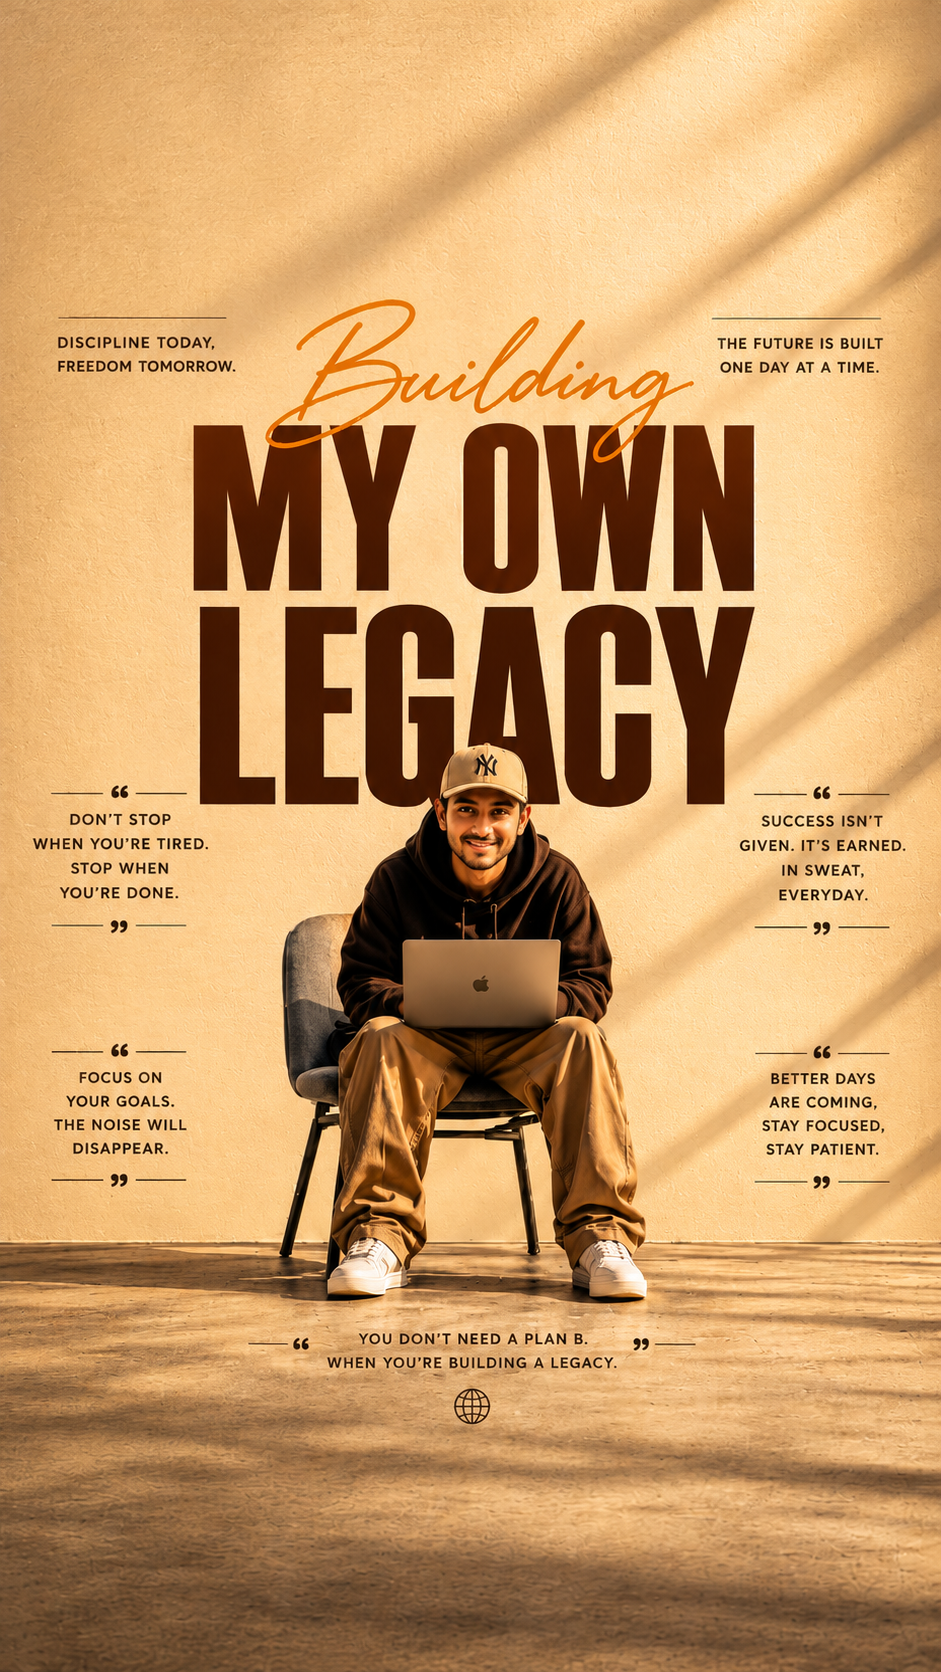 DISCIPLINE TODAY,
FREEDOM TOMORROW.
THE FUTURE IS BUILT
ONE DAY AT A TIME.
Building
MY OWN
LEGACY
NY
“
DON’T STOP
WHEN YOU’RE TIRED.
STOP WHEN
YOU’RE DONE.
”
“
SUCCESS ISN’T
GIVEN. IT’S EARNED.
IN SWEAT,
EVERYDAY.
”
“
FOCUS ON
YOUR GOALS.
THE NOISE WILL
DISAPPEAR.
”
“
BETTER DAYS
ARE COMING,
STAY FOCUSED,
STAY PATIENT.
”
“ YOU DON’T NEED A PLAN B. ”
WHEN YOU’RE BUILDING A LEGACY.